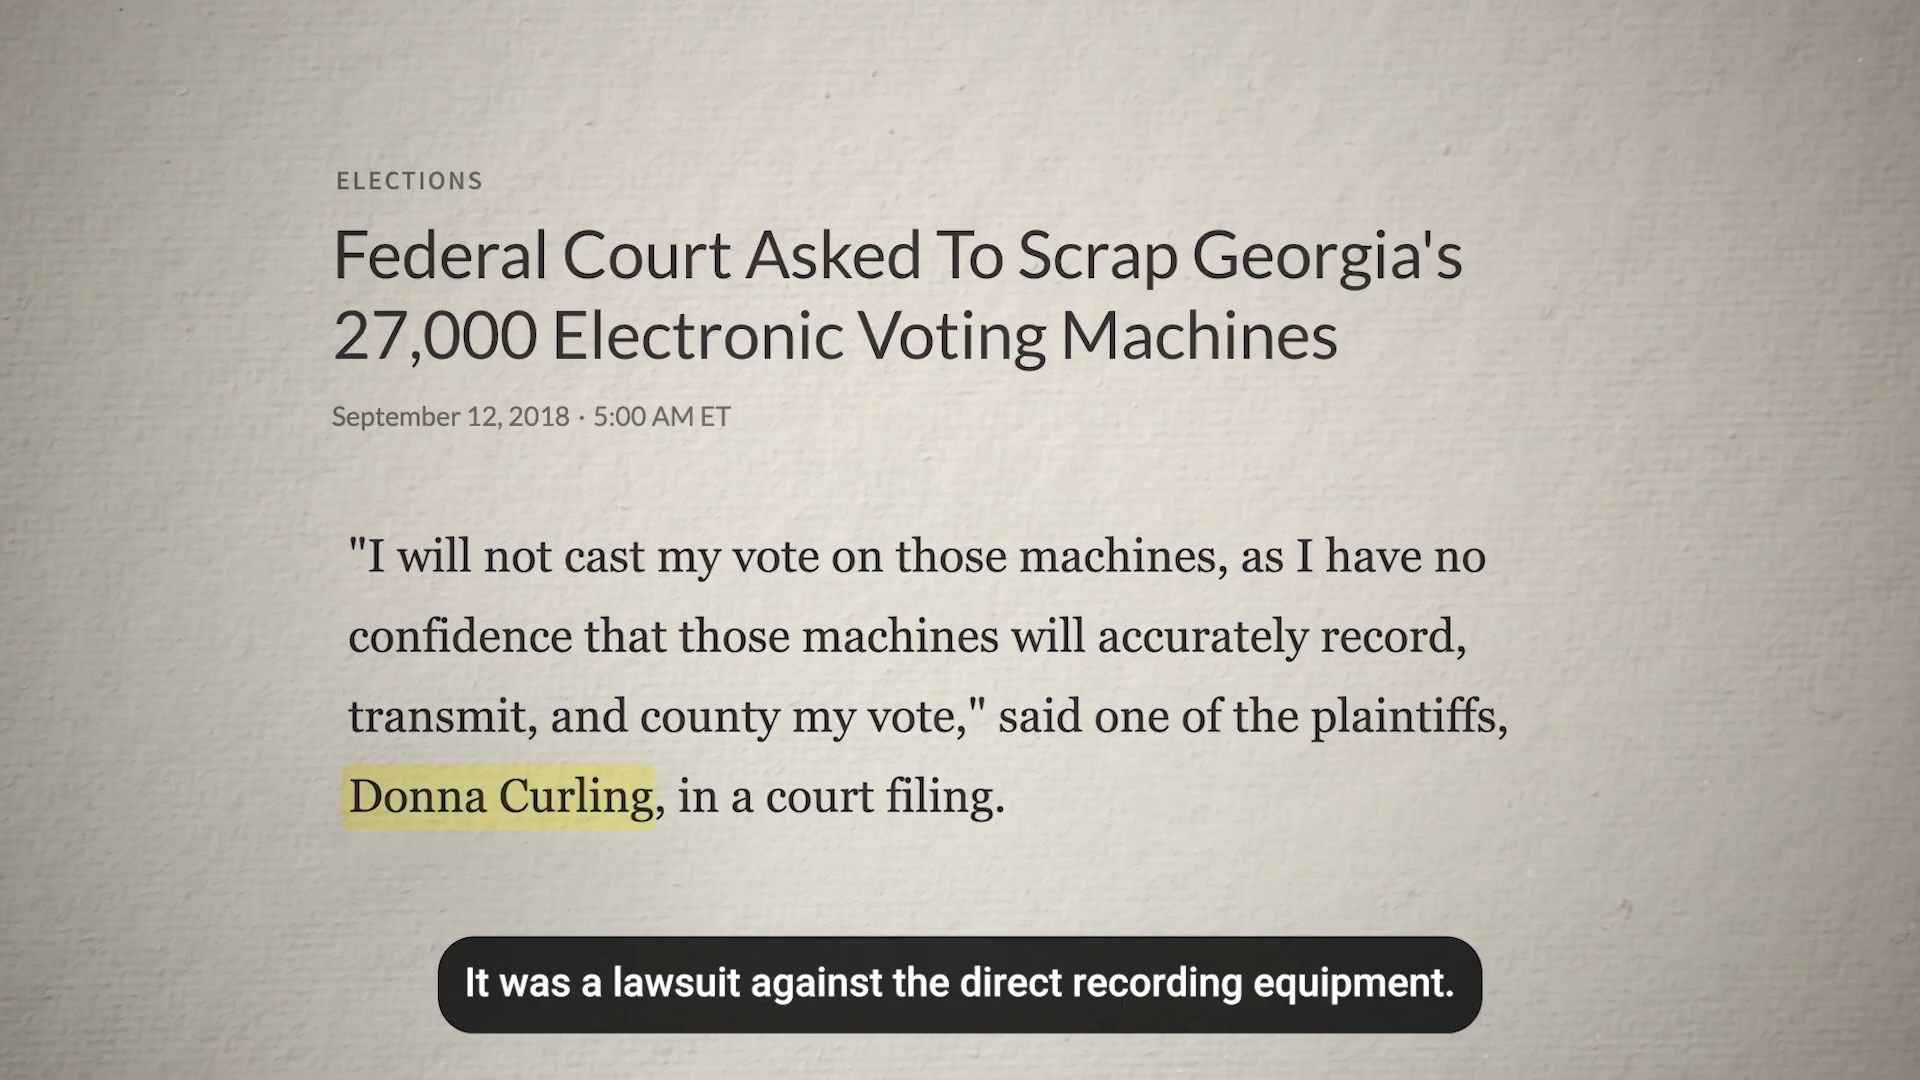 ELECTIONS
Federal Court Asked To Scrap Georgia's
27,000 Electronic Voting Machines
September 12, 2018 · 5:00 AM ET
"I will not cast my vote on those machines, as I have no
confidence that those machines will accurately record,
transmit, and county my vote," said one of the plaintiffs,
Donna Curling, in a court filing.
It was a lawsuit against the direct recording equipment.